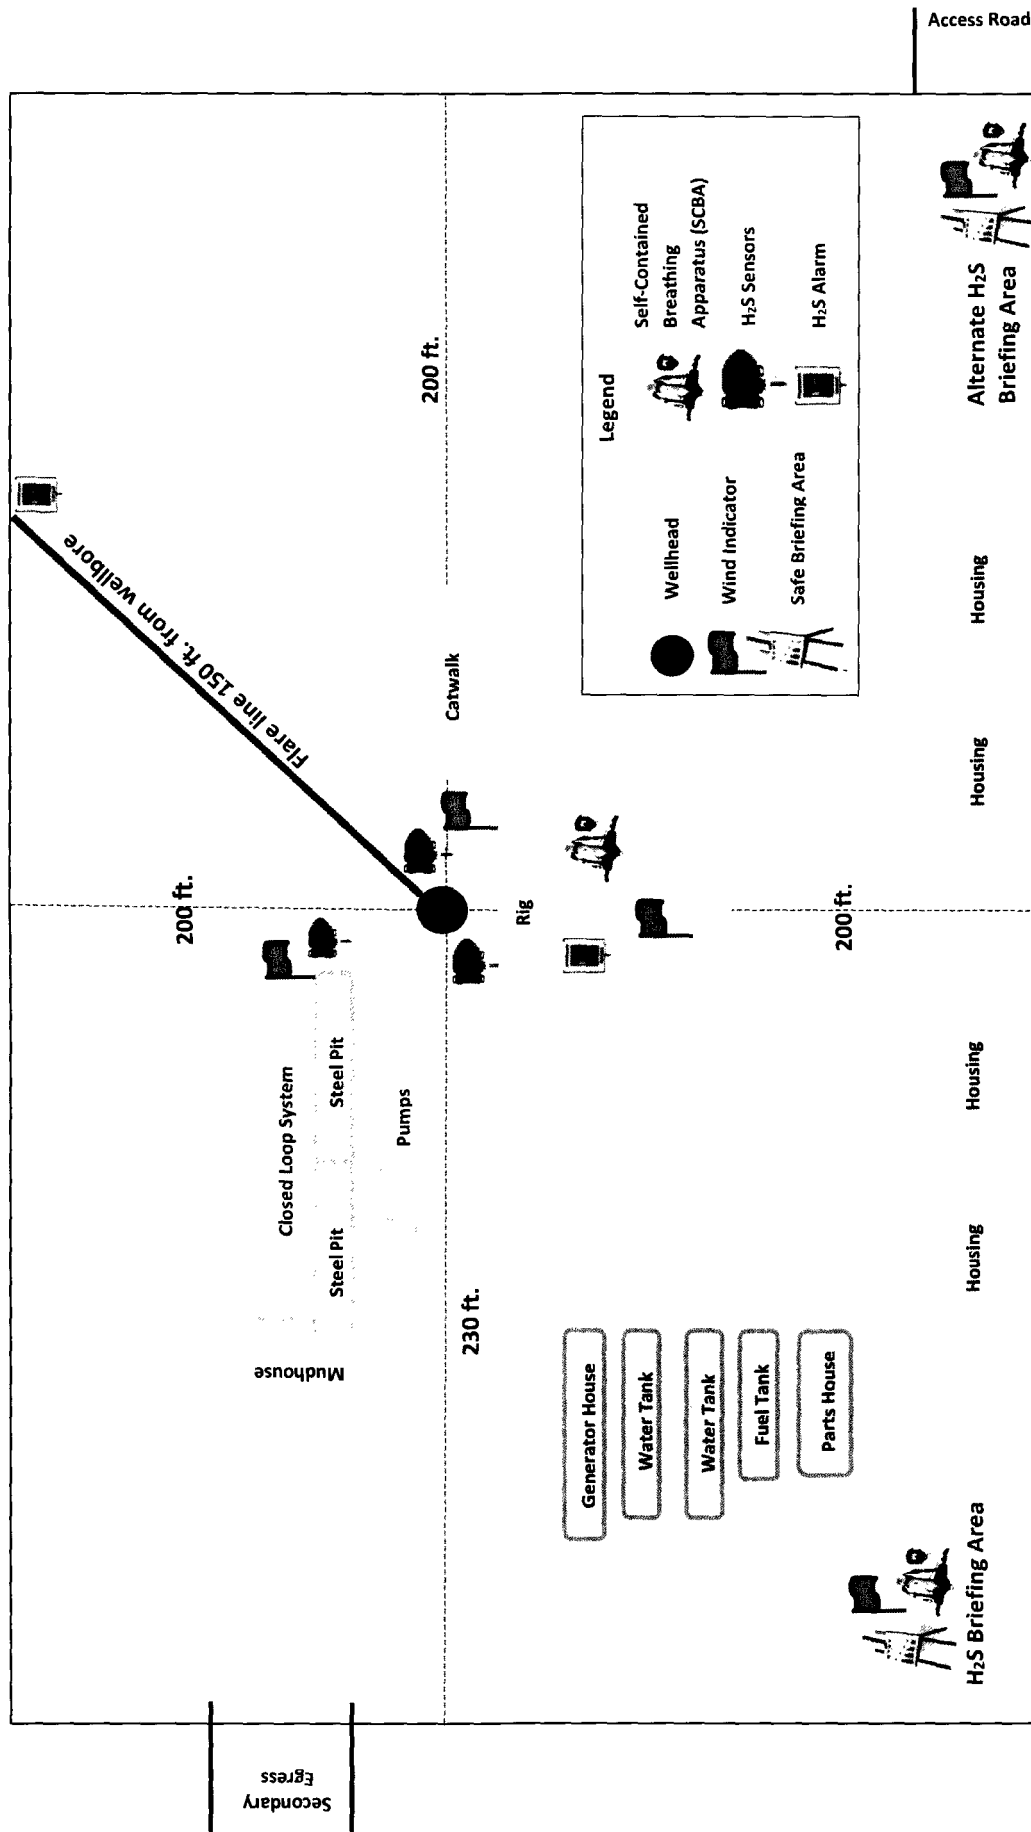 Access Road
200 ft.
Flare line 150 ft. from wellbore
Catwalk
200 ft.
Rig
200 ft.
Legend
Wellhead
Wind Indicator
Safe Briefing Area
Self-Contained
Breathing
Apparatus (SCBA)
H₂S Sensors
H₂S Alarm
Alternate H₂S
Briefing Area
Housing
Housing
Housing
Housing
Closed Loop System
Steel Pit
Steel Pit
Pumps
Mudhouse
230 ft.
Generator House
Water Tank
Water Tank
Fuel Tank
Parts House
H₂S Briefing Area
Secondary
Egress